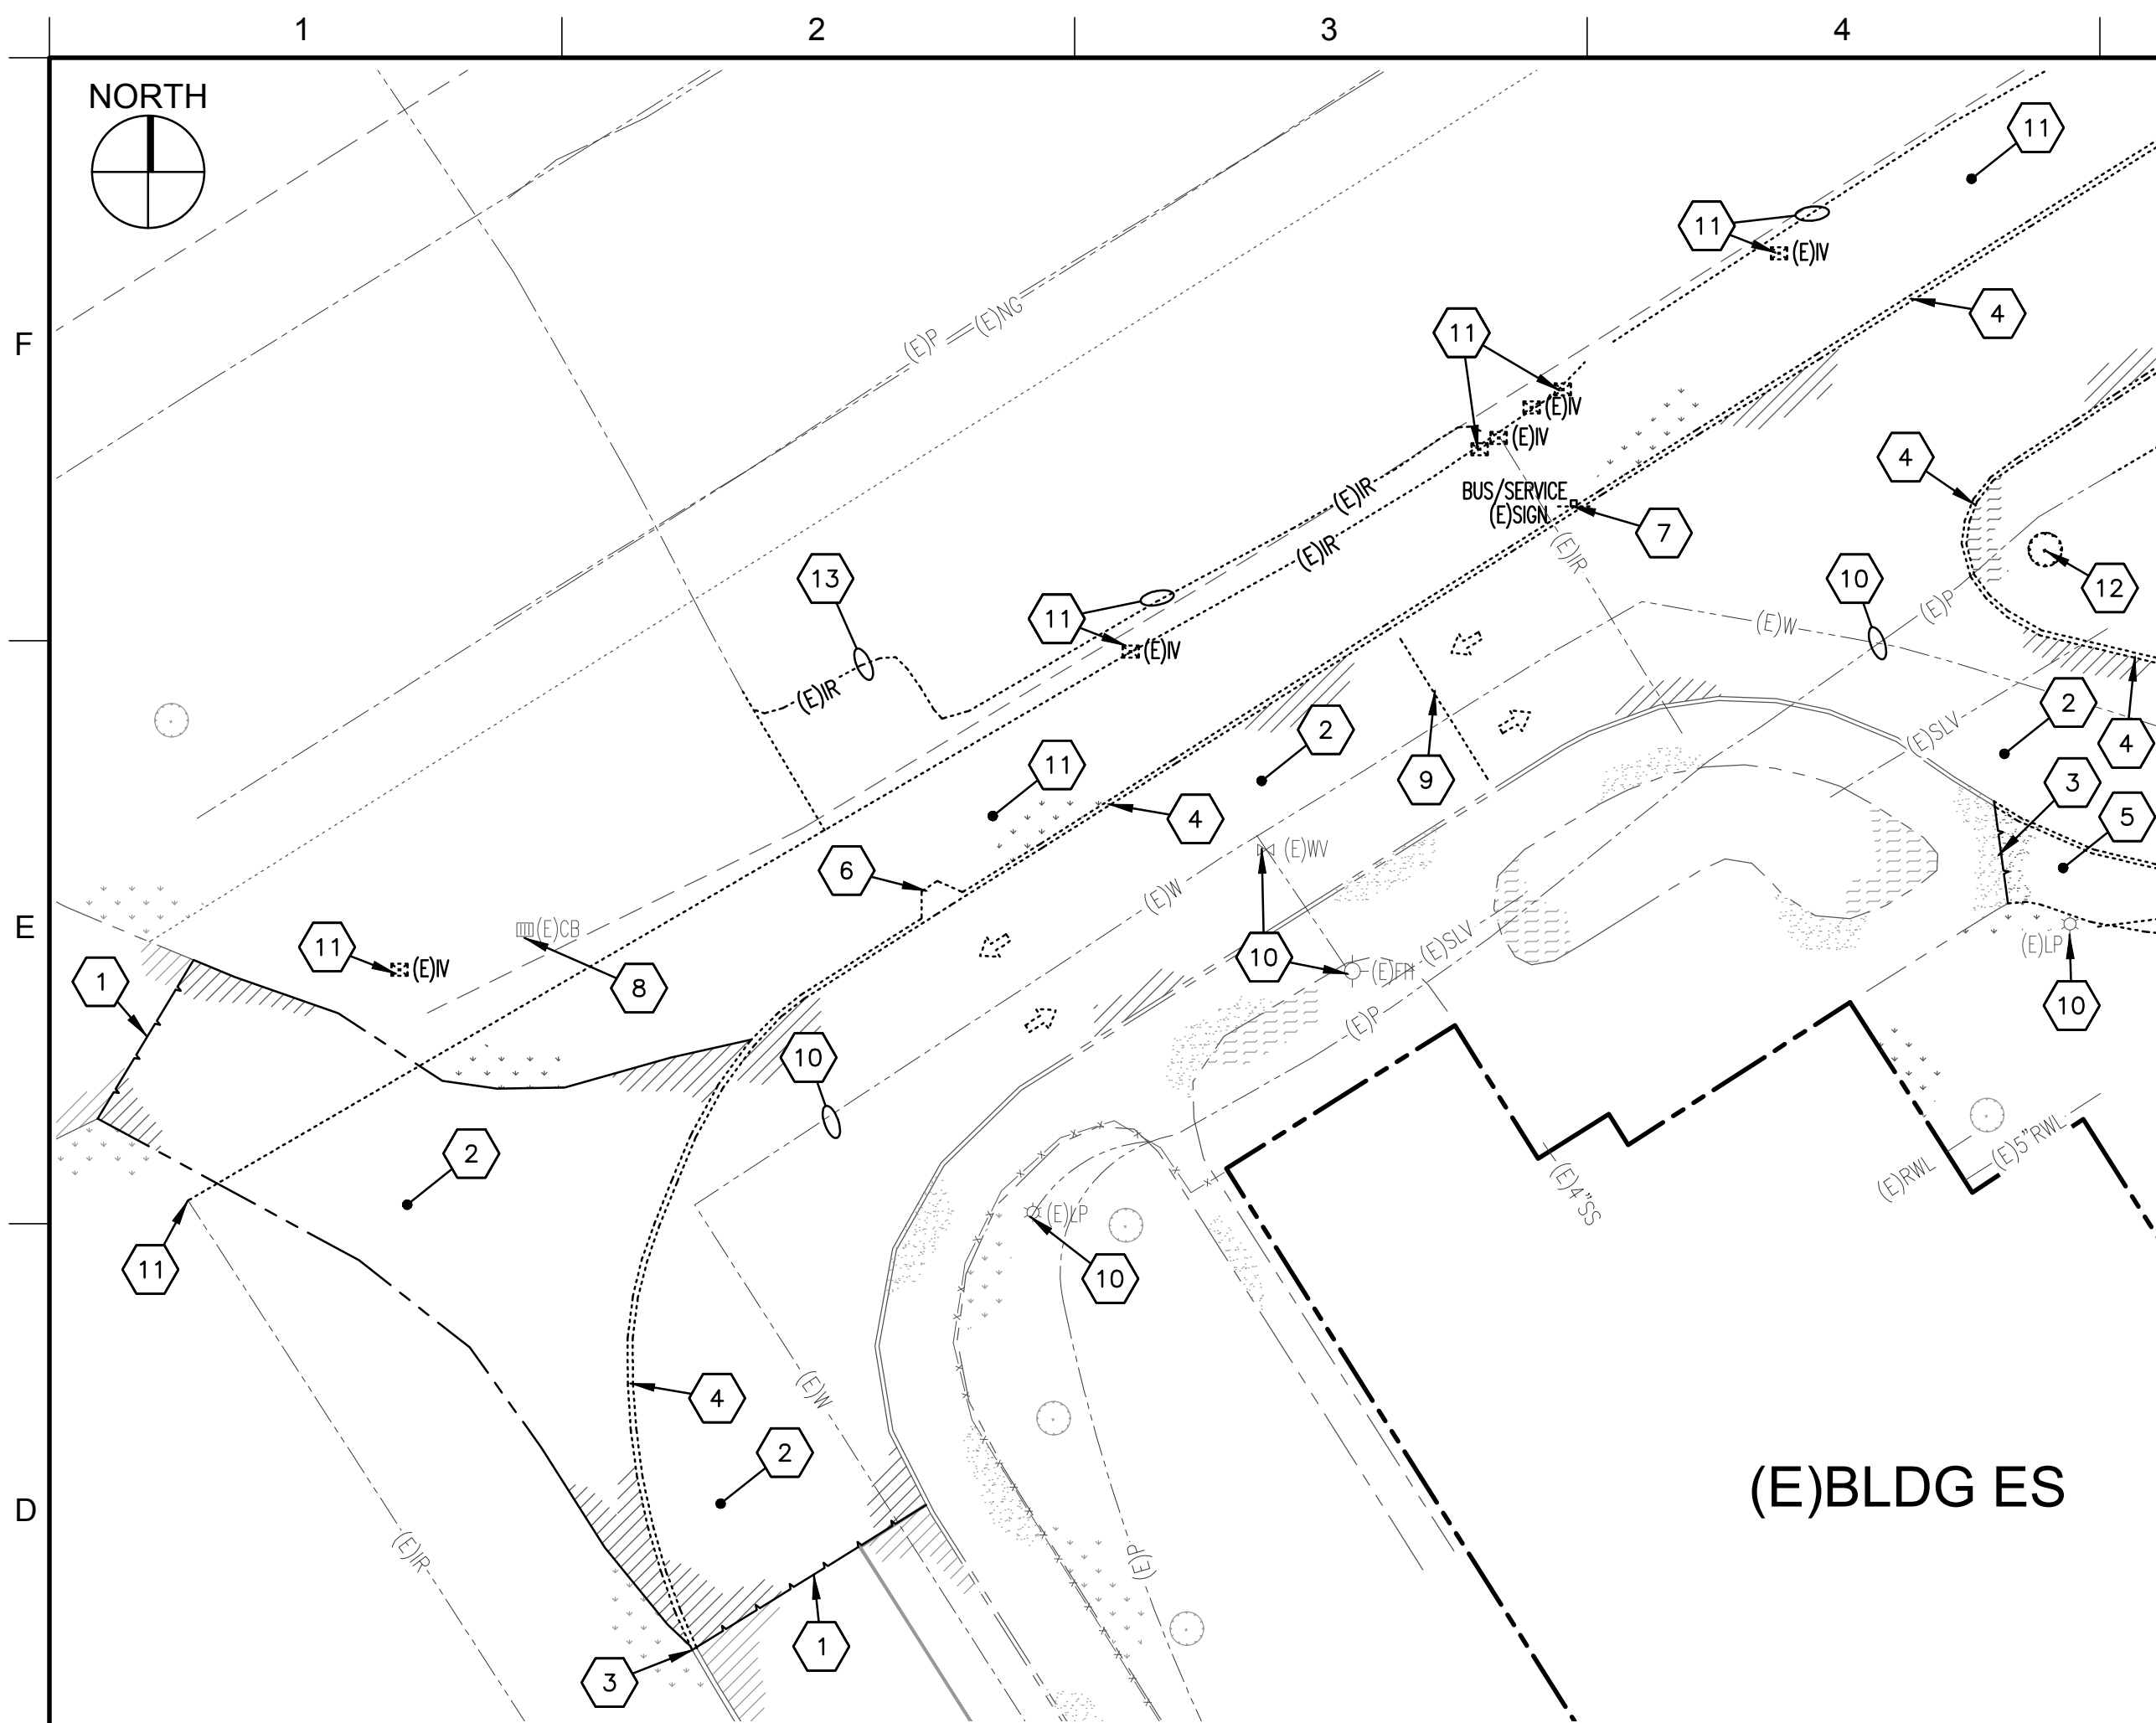 1
2
3
4
NORTH
11
11
(E)IV
4
F
(E)P
(E)NG
11
(E)IV
(E)IV
4
(E)IR
BUS/SERVICE
(E)SIGN
7
(E)IR
(E)IR
13
10
12
11
(E)IV
(E)W
(E)P
(E)IR
2
2
(E)SLV
4
11
9
3
4
5
(E)WV
6
(E)W
E
11
(E)IV
(E)CB
8
10
(E)FH
(E)SLV
(E)LP
1
10
(E)P
10
2
(E)5"RWL
(E)RWL
(E)4"SS
(E)LP
11
10
(E)W
4
2
(E)BLDG ES
D
(E)IR
(E)P
1
3